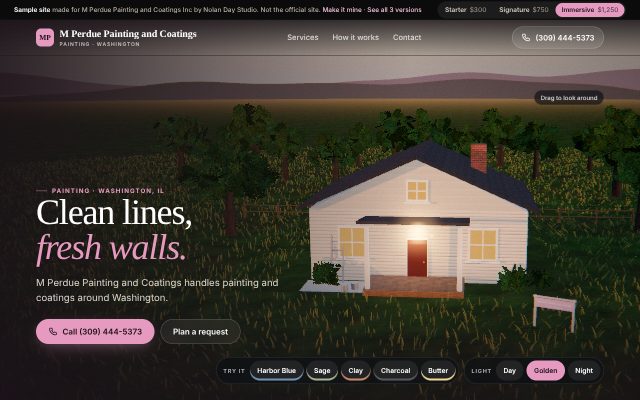 Sample site made for M Perdue Painting and Coatings Inc by Nolan Day Studio. Not the official site. Make it mine · See all 3 versions
Starter $300 Signature $750 Immersive $1,250
MP M Perdue Painting and Coatings
PAINTING · WASHINGTON
Services How it works Contact
(309) 444-5373
Drag to look around
PAINTING · WASHINGTON, IL
Clean lines,
fresh walls.
M Perdue Painting and Coatings handles painting and
coatings around Washington.
Call (309) 444-5373 Plan a request
TRY IT Harbor Blue Sage Clay Charcoal Butter LIGHT Day Golden Night